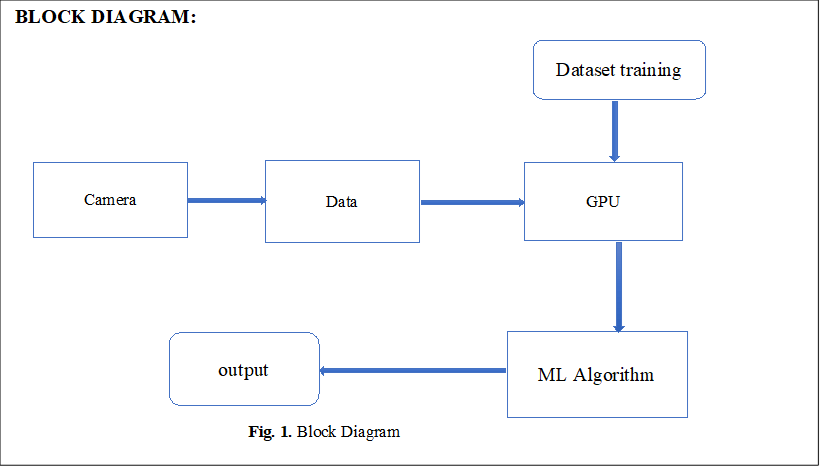 BLOCK DIAGRAM:
Dataset training
Camera
Data
GPU
output
ML Algorithm
Fig. 1. Block Diagram